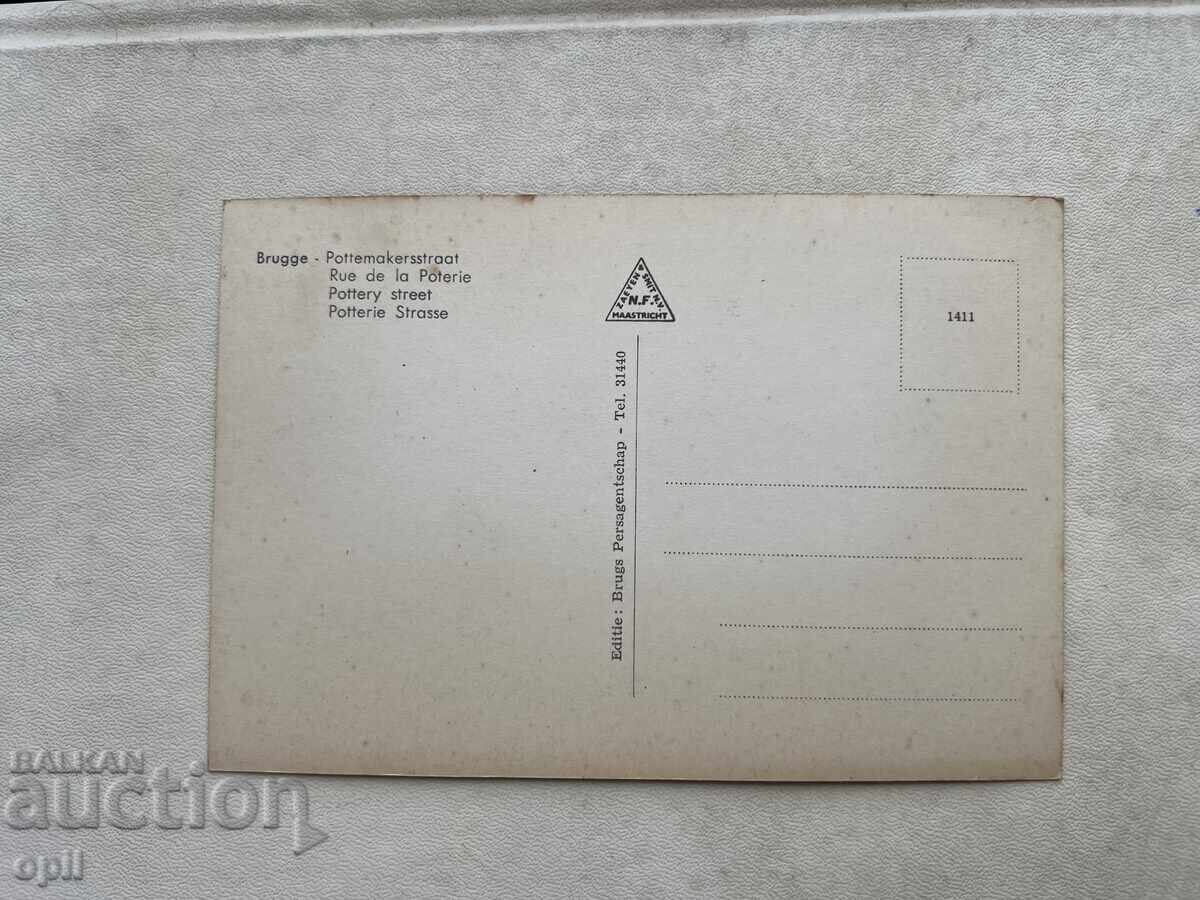 Brugge - Pottemakersstraat
Rue de la Poterie
Pottery street
Potterie Strasse
ZAEYEN SMIT N.V.
N.F.
MAASTRICHT
1411
Editie : Brugs Persagentschap - Tel. 31440
BALKAN
auction
opii